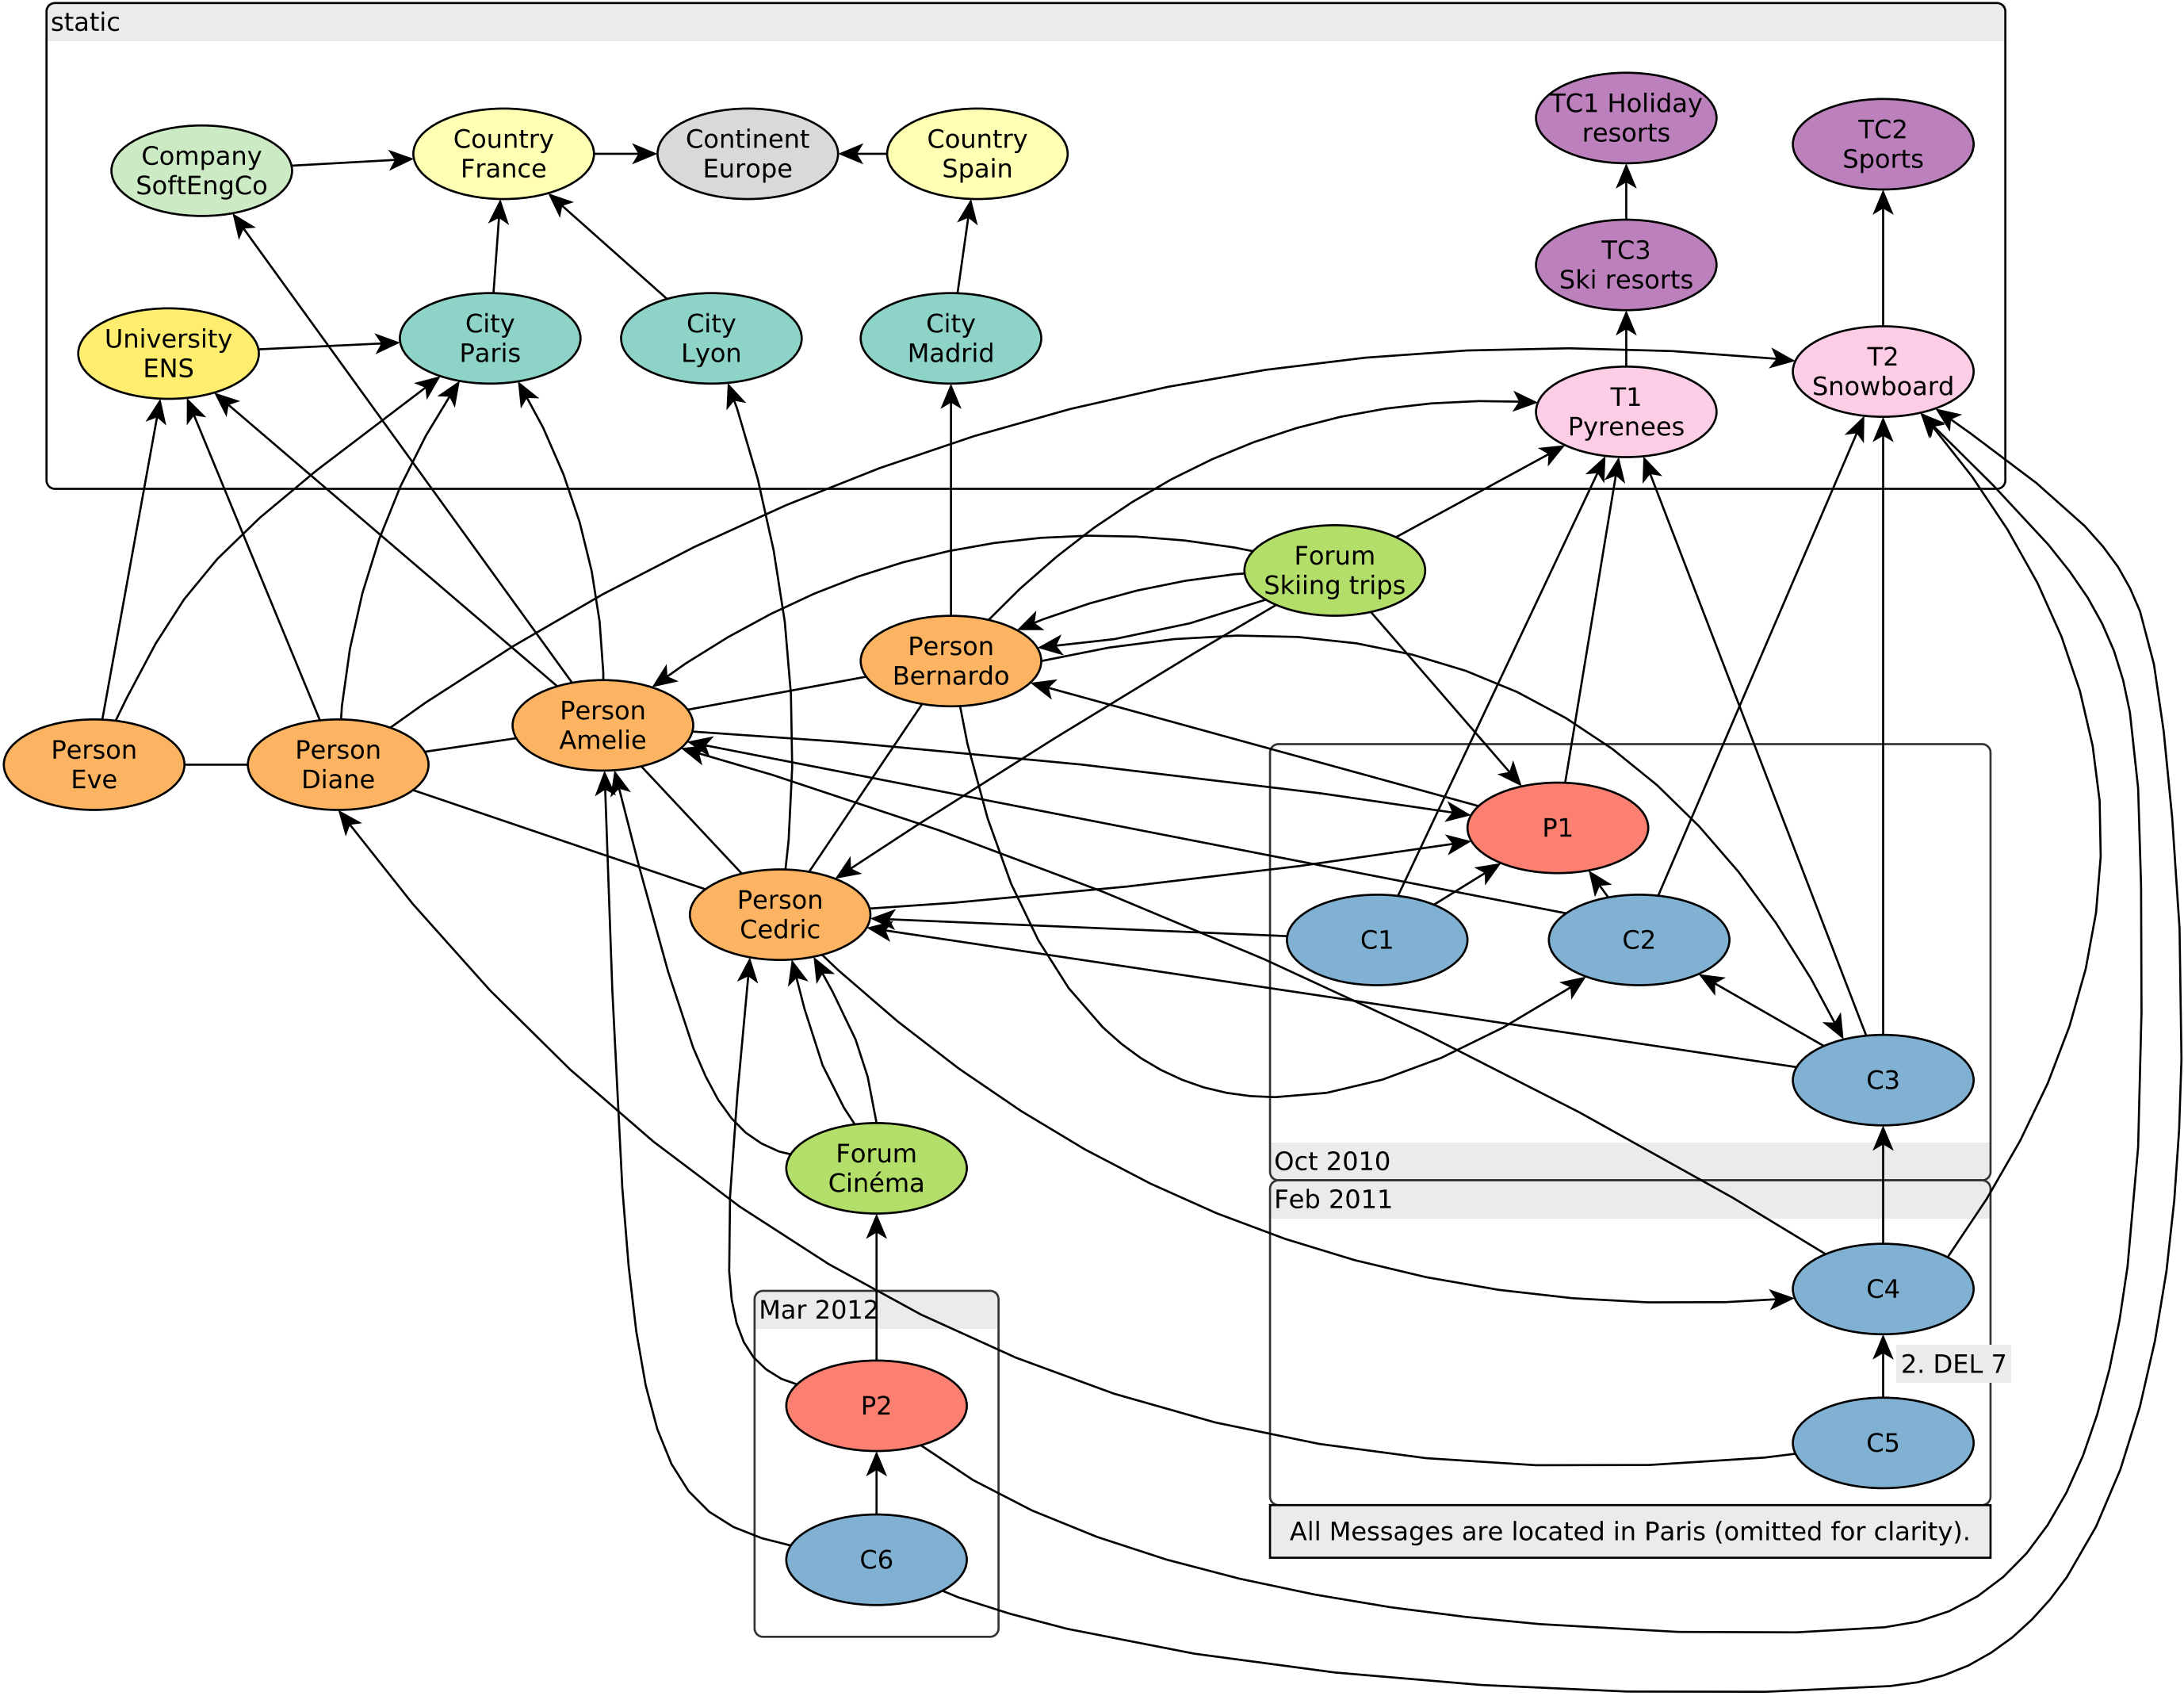 static
TC1 Holiday
resorts
TC2
Sports
Company
SoftEngCo
Country
France
Continent
Europe
Country
Spain
TC3
Ski resorts
University
ENS
City
Paris
City
Lyon
City
Madrid
T1
Pyrenees
T2
Snowboard
Forum
Skiing trips
Person
Bernardo
Person
Amelie
Person
Eve
Person
Diane
P1
Person
Cedric
C1
C2
C3
Oct 2010
Forum
Cinéma
Feb 2011
C4
Mar 2012
2. DEL 7
P2
C5
All Messages are located in Paris (omitted for clarity).
C6